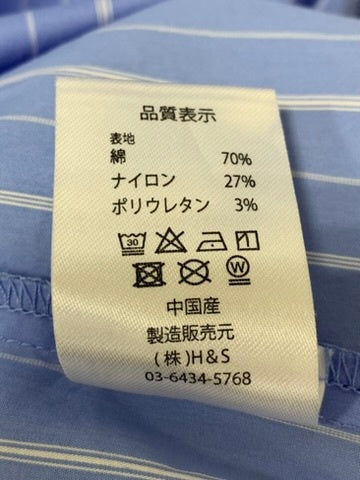 品質表示
表地
綿 70%
ナイロン 27%
ポリウレタン 3%
30
W
中国産
製造販売元
(株)H&S
03-6434-5768